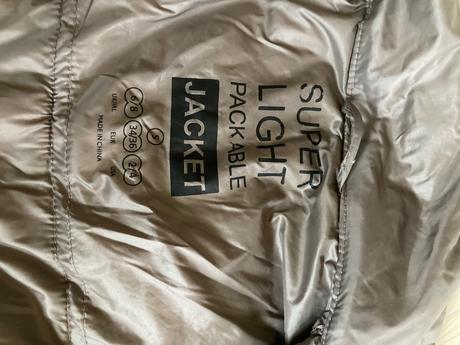 SUPER
LIGHT
PACKABLE
JACKET
6/8 34/36 2/4
UK/IRL EUR USA
MADE IN CHINA